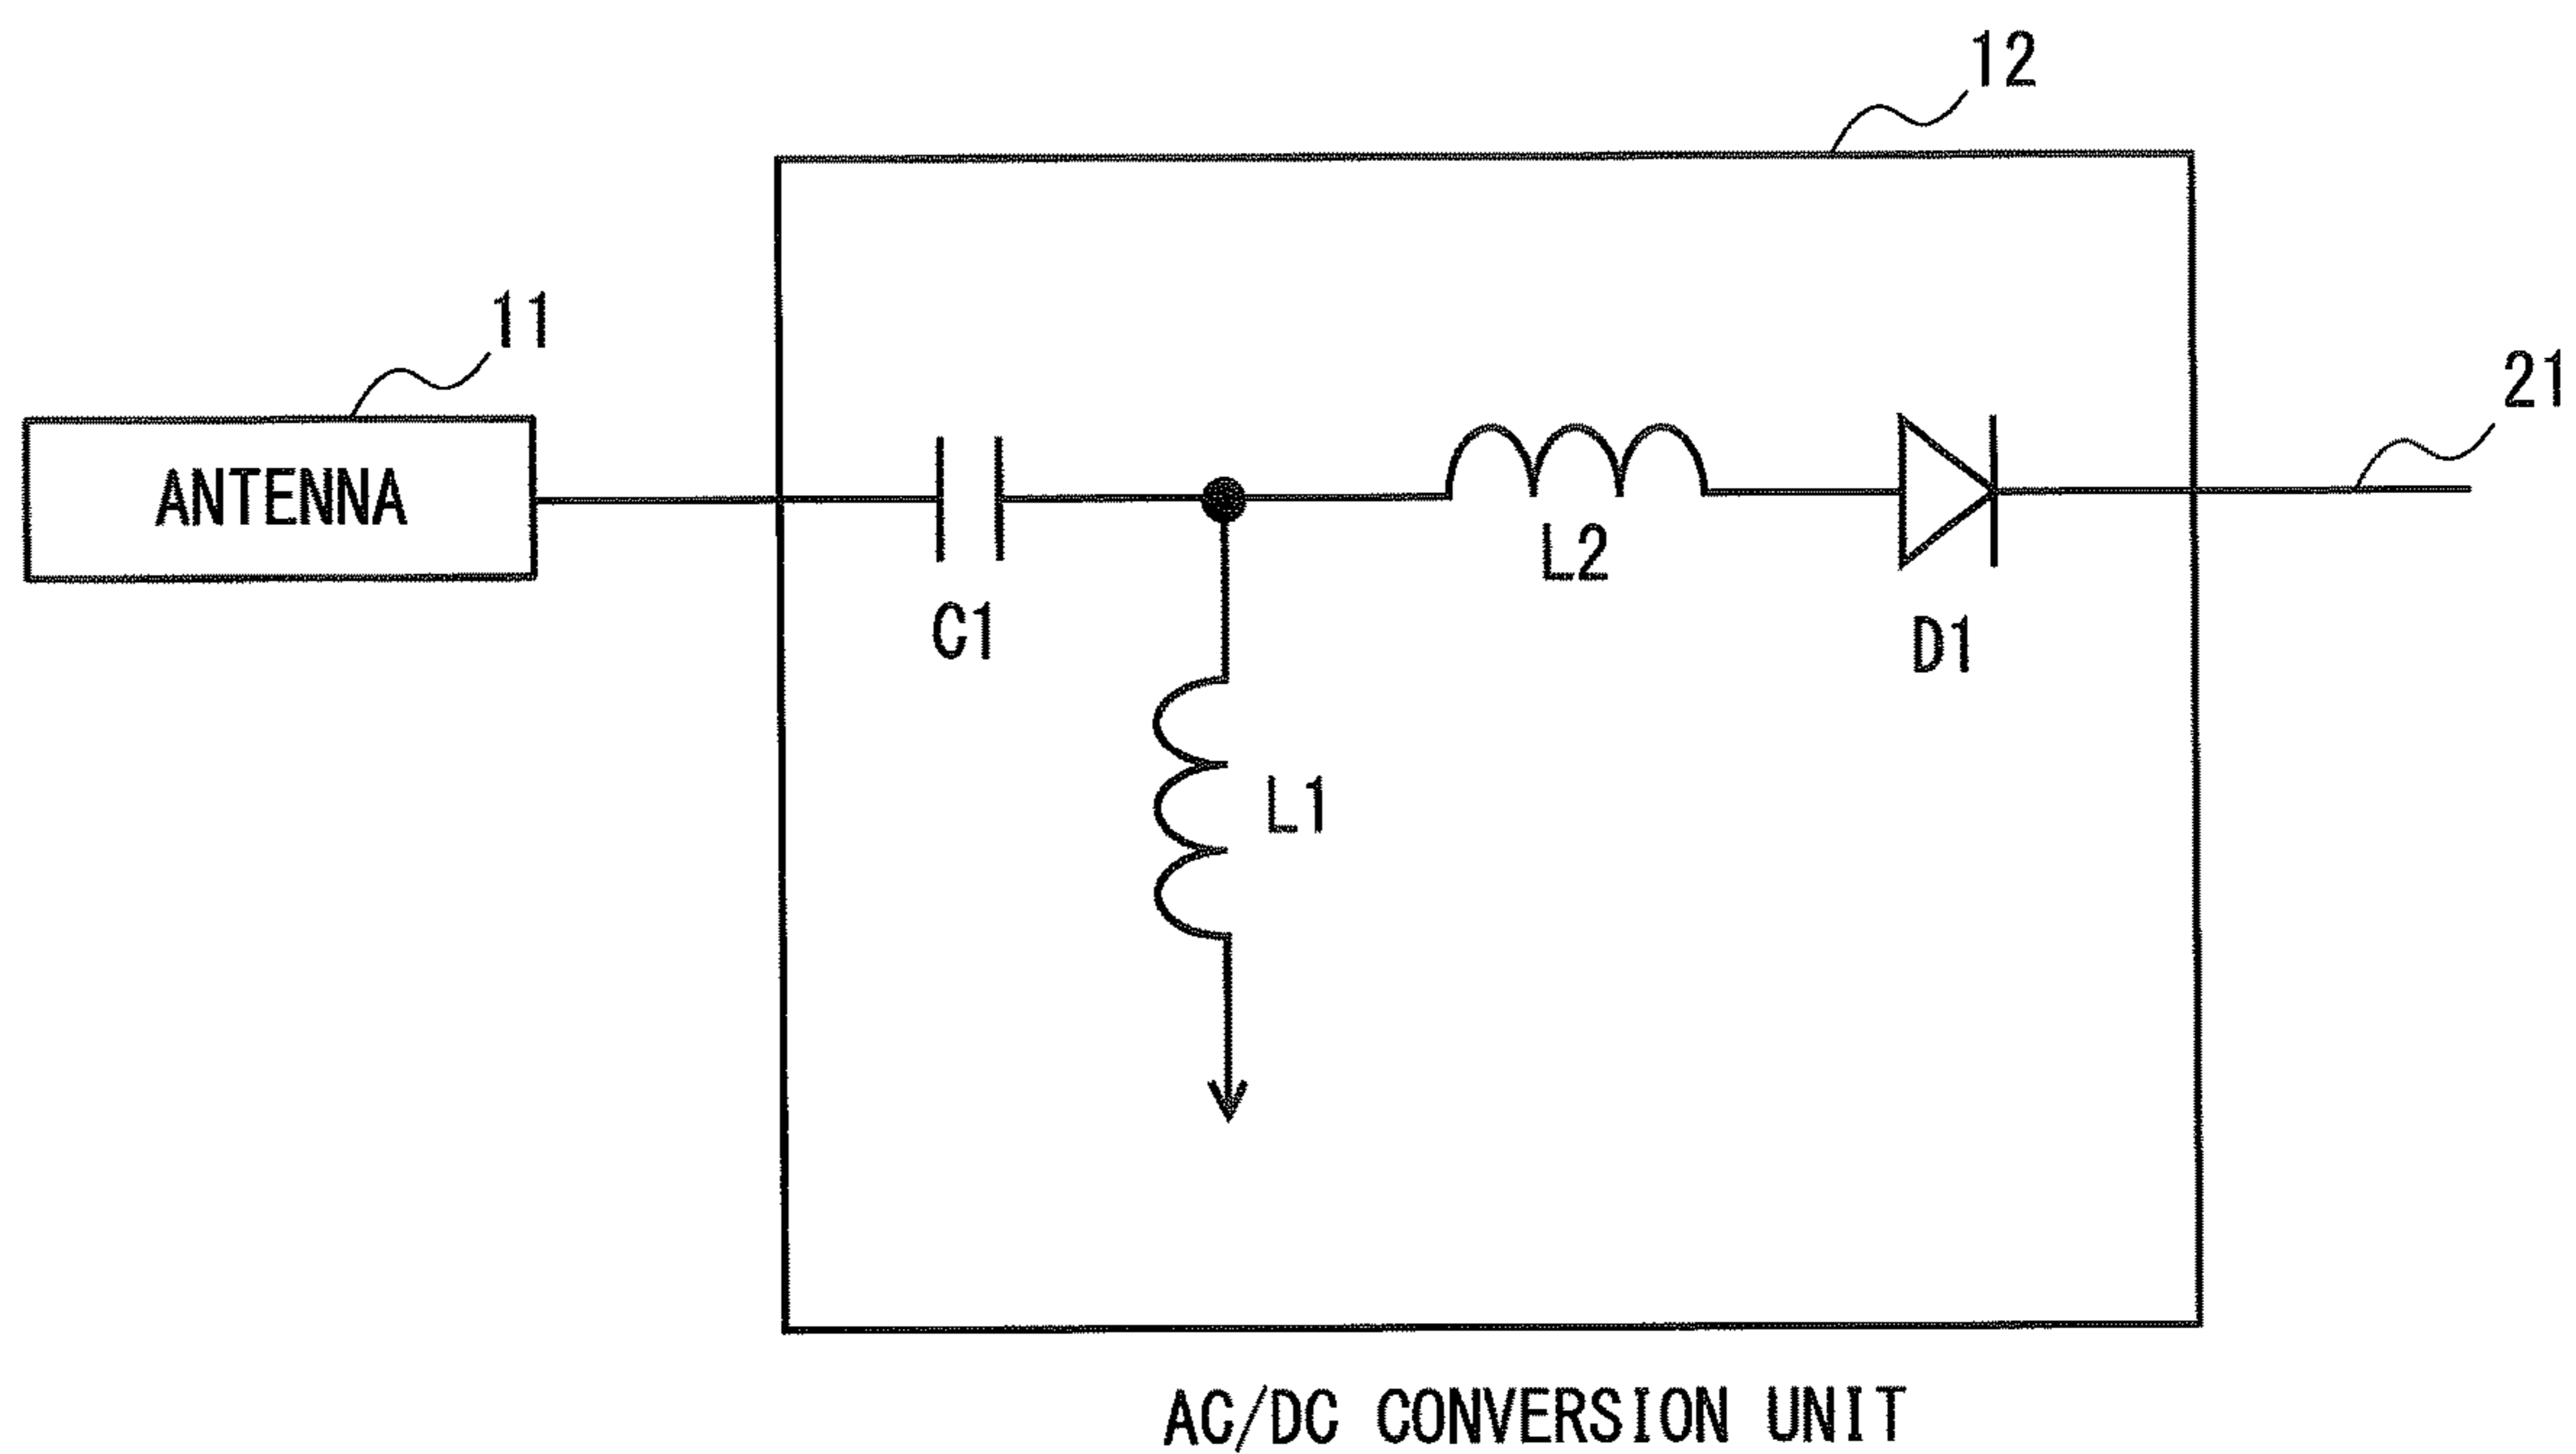 12
11
21
ANTENNA
L2
C1
D1
L1
AC/DC CONVERSION UNIT